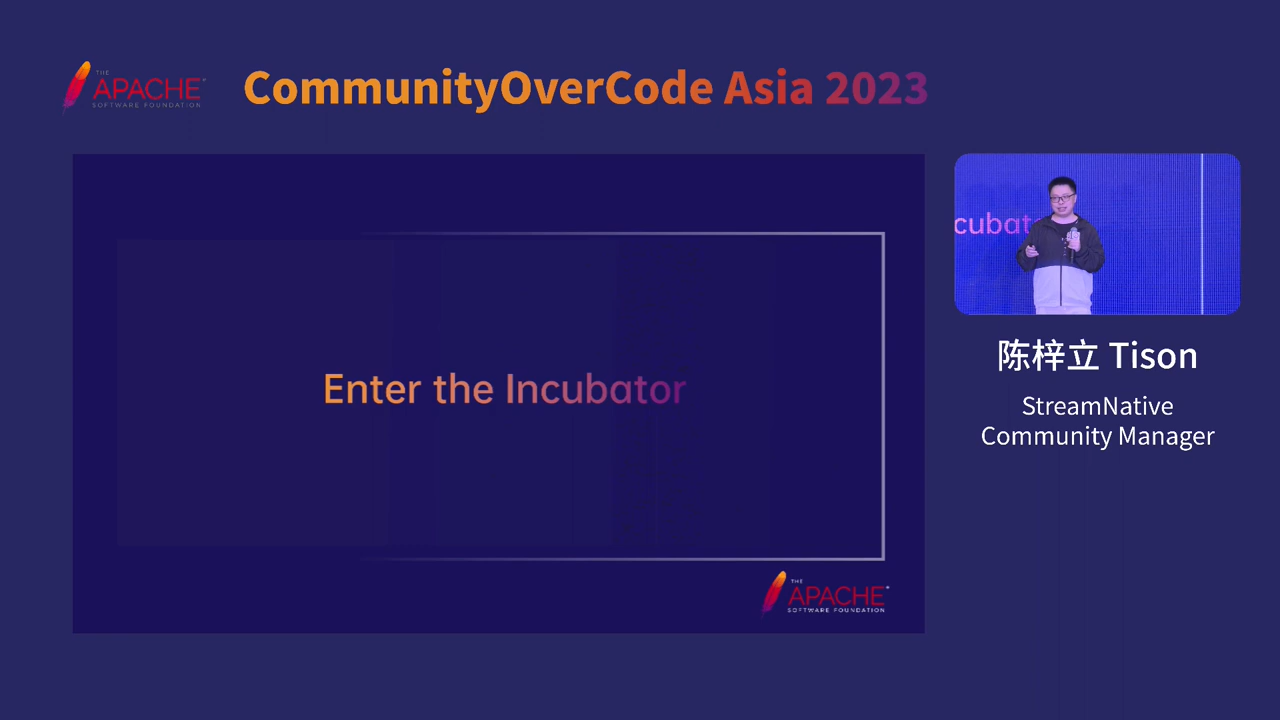 THE
APACHE
SOFTWARE FOUNDATION
CommunityOverCode Asia 2023
Enter the Incubator
THE
APACHE
SOFTWARE FOUNDATION
cubat
陈梓立 Tison
StreamNative
Community Manager